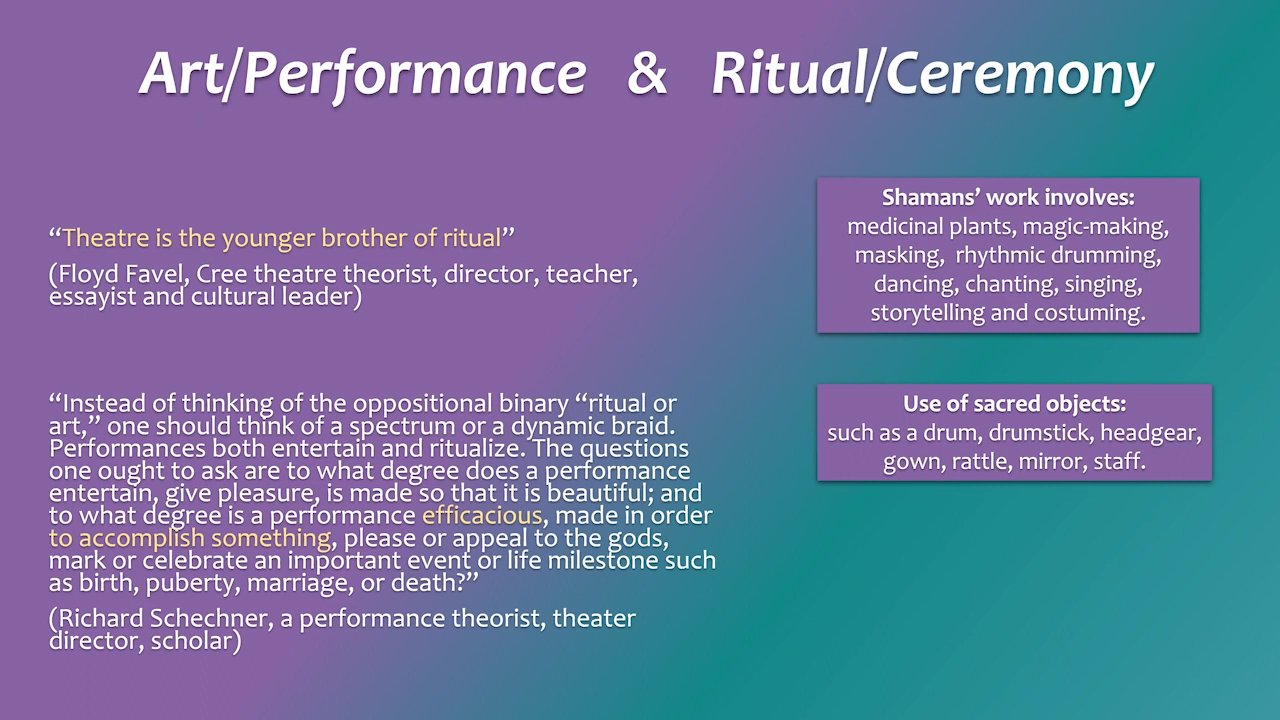 Art/Performance & Ritual/Ceremony
“Theatre is the younger brother of ritual”
(Floyd Favel, Cree theatre theorist, director, teacher,
essayist and cultural leader)
“Instead of thinking of the oppositional binary “ritual or
art,” one should think of a spectrum or a dynamic braid.
Performances both entertain and ritualize. The questions
one ought to ask are to what degree does a performance
entertain, give pleasure, is made so that it is beautiful; and
to what degree is a performance efficacious, made in order
to accomplish something, please or appeal to the gods,
mark or celebrate an important event or life milestone such
as birth, puberty, marriage, or death?”
(Richard Schechner, a performance theorist, theater
director, scholar)
Shamans’ work involves:
medicinal plants, magic-making,
masking, rhythmic drumming,
dancing, chanting, singing,
storytelling and costuming.
Use of sacred objects:
such as a drum, drumstick, headgear,
gown, rattle, mirror, staff.